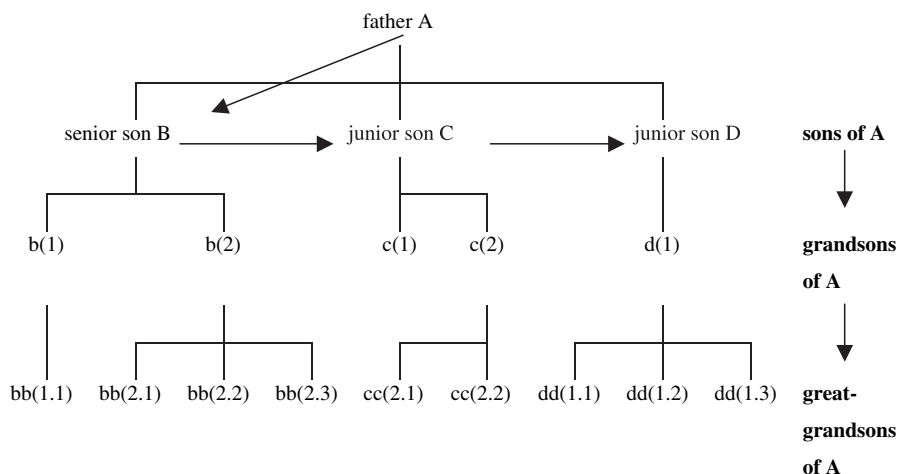 father A
senior son B junior son C junior son D sons of A
b(1) b(2) c(1) c(2) d(1) grandsons
of A
bb(1.1) bb(2.1) bb(2.2) bb(2.3) cc(2.1) cc(2.2) dd(1.1) dd(1.2) dd(1.3) great-
grandsons
of A